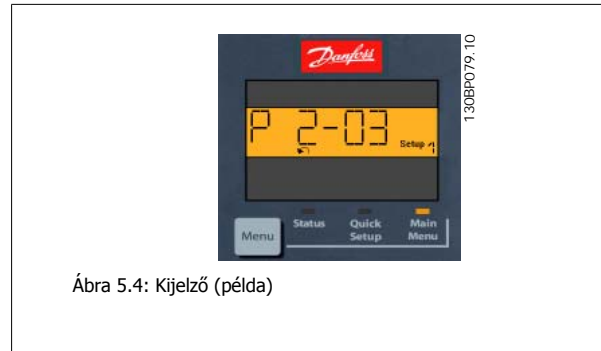 Danfoss
130BP079.10
P 2-03
Setup 1
Status
Quick Setup
Main Menu
Menu
Ábra 5.4: Kijelző (példa)